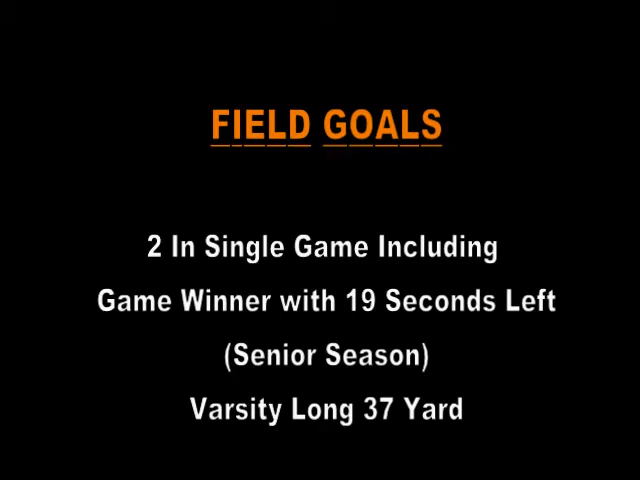 FIELD GOALS
2 In Single Game Including
Game Winner with 19 Seconds Left
(Senior Season)
Varsity Long 37 Yard